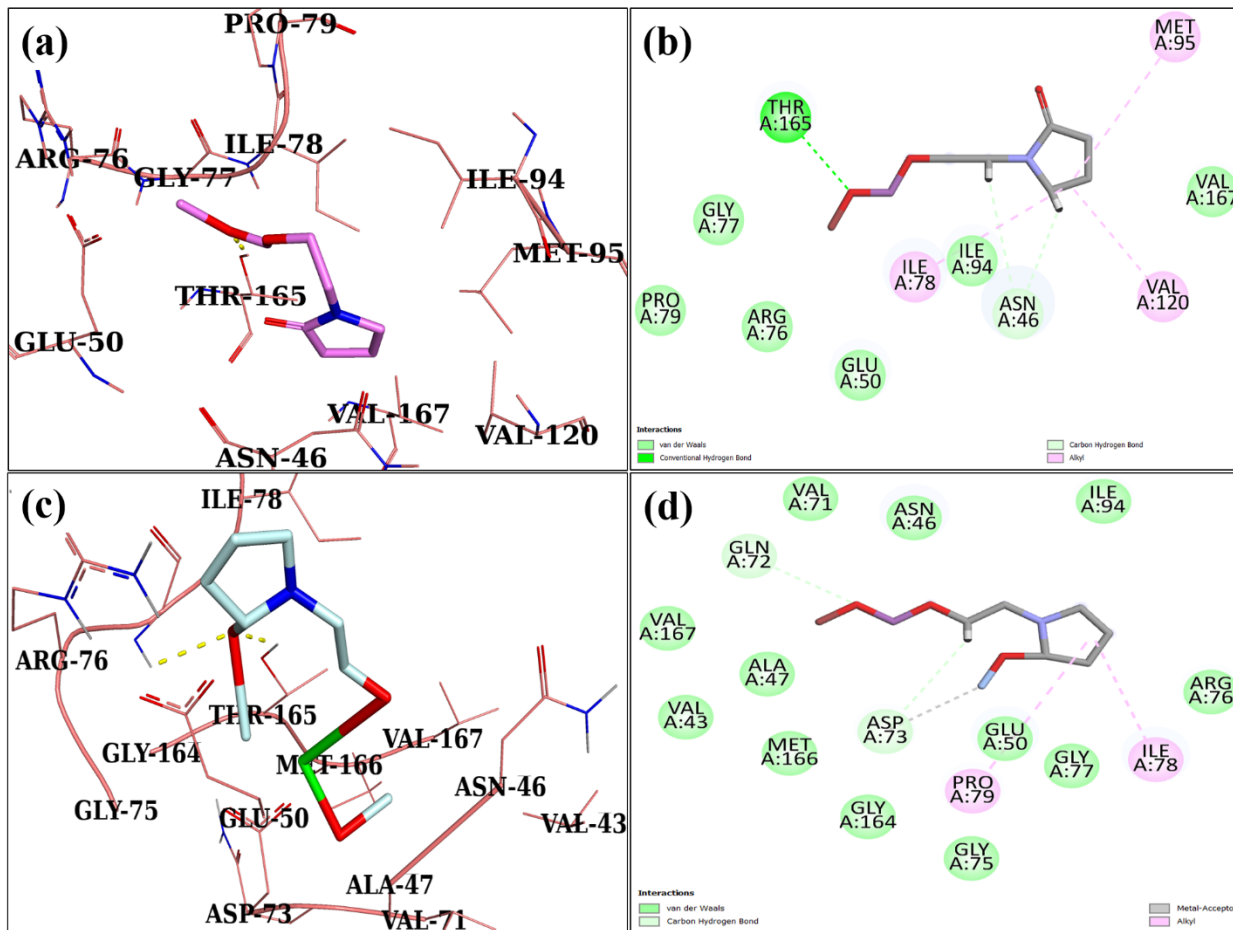 (a)
PRO-79
ARG-76
GLY-77
ILE-78
ILE-94
MET-95
THR-165
GLU-50
VAL-167
VAL-120
ASN-46
(b)
MET
A:95
THR
A:165
VAL
A:167
GLY
A:77
ILE
A:94
ILE
A:78
ASN
A:46
VAL
A:120
PRO
A:79
ARG
A:76
GLU
A:50
Interactions
van der Waals
Conventional Hydrogen Bond
Carbon Hydrogen Bond
Alkyl
(c)
ILE-78
ARG-76
THR-165
GLY-164
VAL-167
MET-166
ASN-46
GLY-75
GLU-50
VAL-43
ALA-47
ASP-73
VAL-71
(d)
VAL
A:71
ASN
A:46
ILE
A:94
GLN
A:72
VAL
A:167
ALA
A:47
ARG
A:76
VAL
A:43
ASP
A:73
GLU
A:50
MET
A:166
GLY
A:77
ILE
A:78
PRO
A:79
GLY
A:164
GLY
A:75
Interactions
van der Waals
Carbon Hydrogen Bond
Metal-Accepto
Alkyl